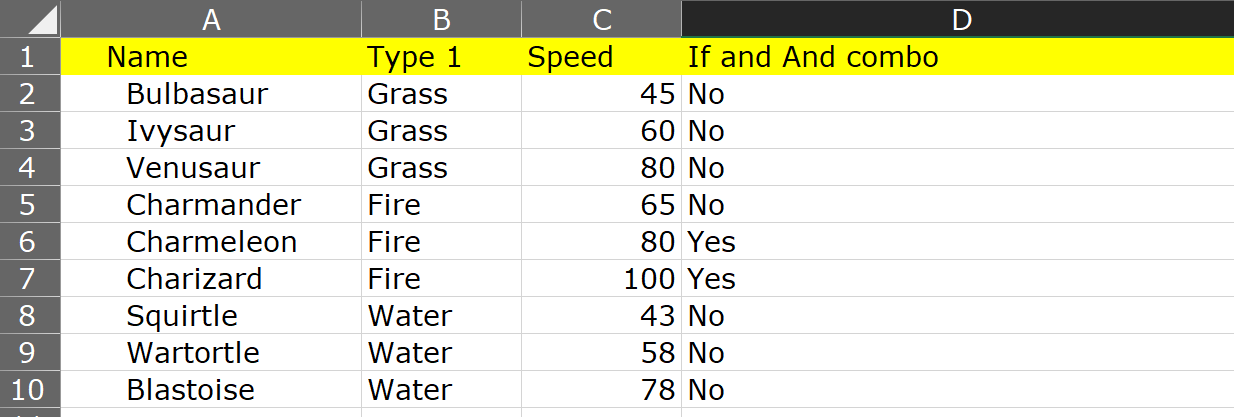 A B C D
1 Name Type 1 Speed If and And combo
2 Bulbasaur Grass 45 No
3 Ivysaur Grass 60 No
4 Venusaur Grass 80 No
5 Charmander Fire 65 No
6 Charmeleon Fire 80 Yes
7 Charizard Fire 100 Yes
8 Squirtle Water 43 No
9 Wartortle Water 58 No
10 Blastoise Water 78 No